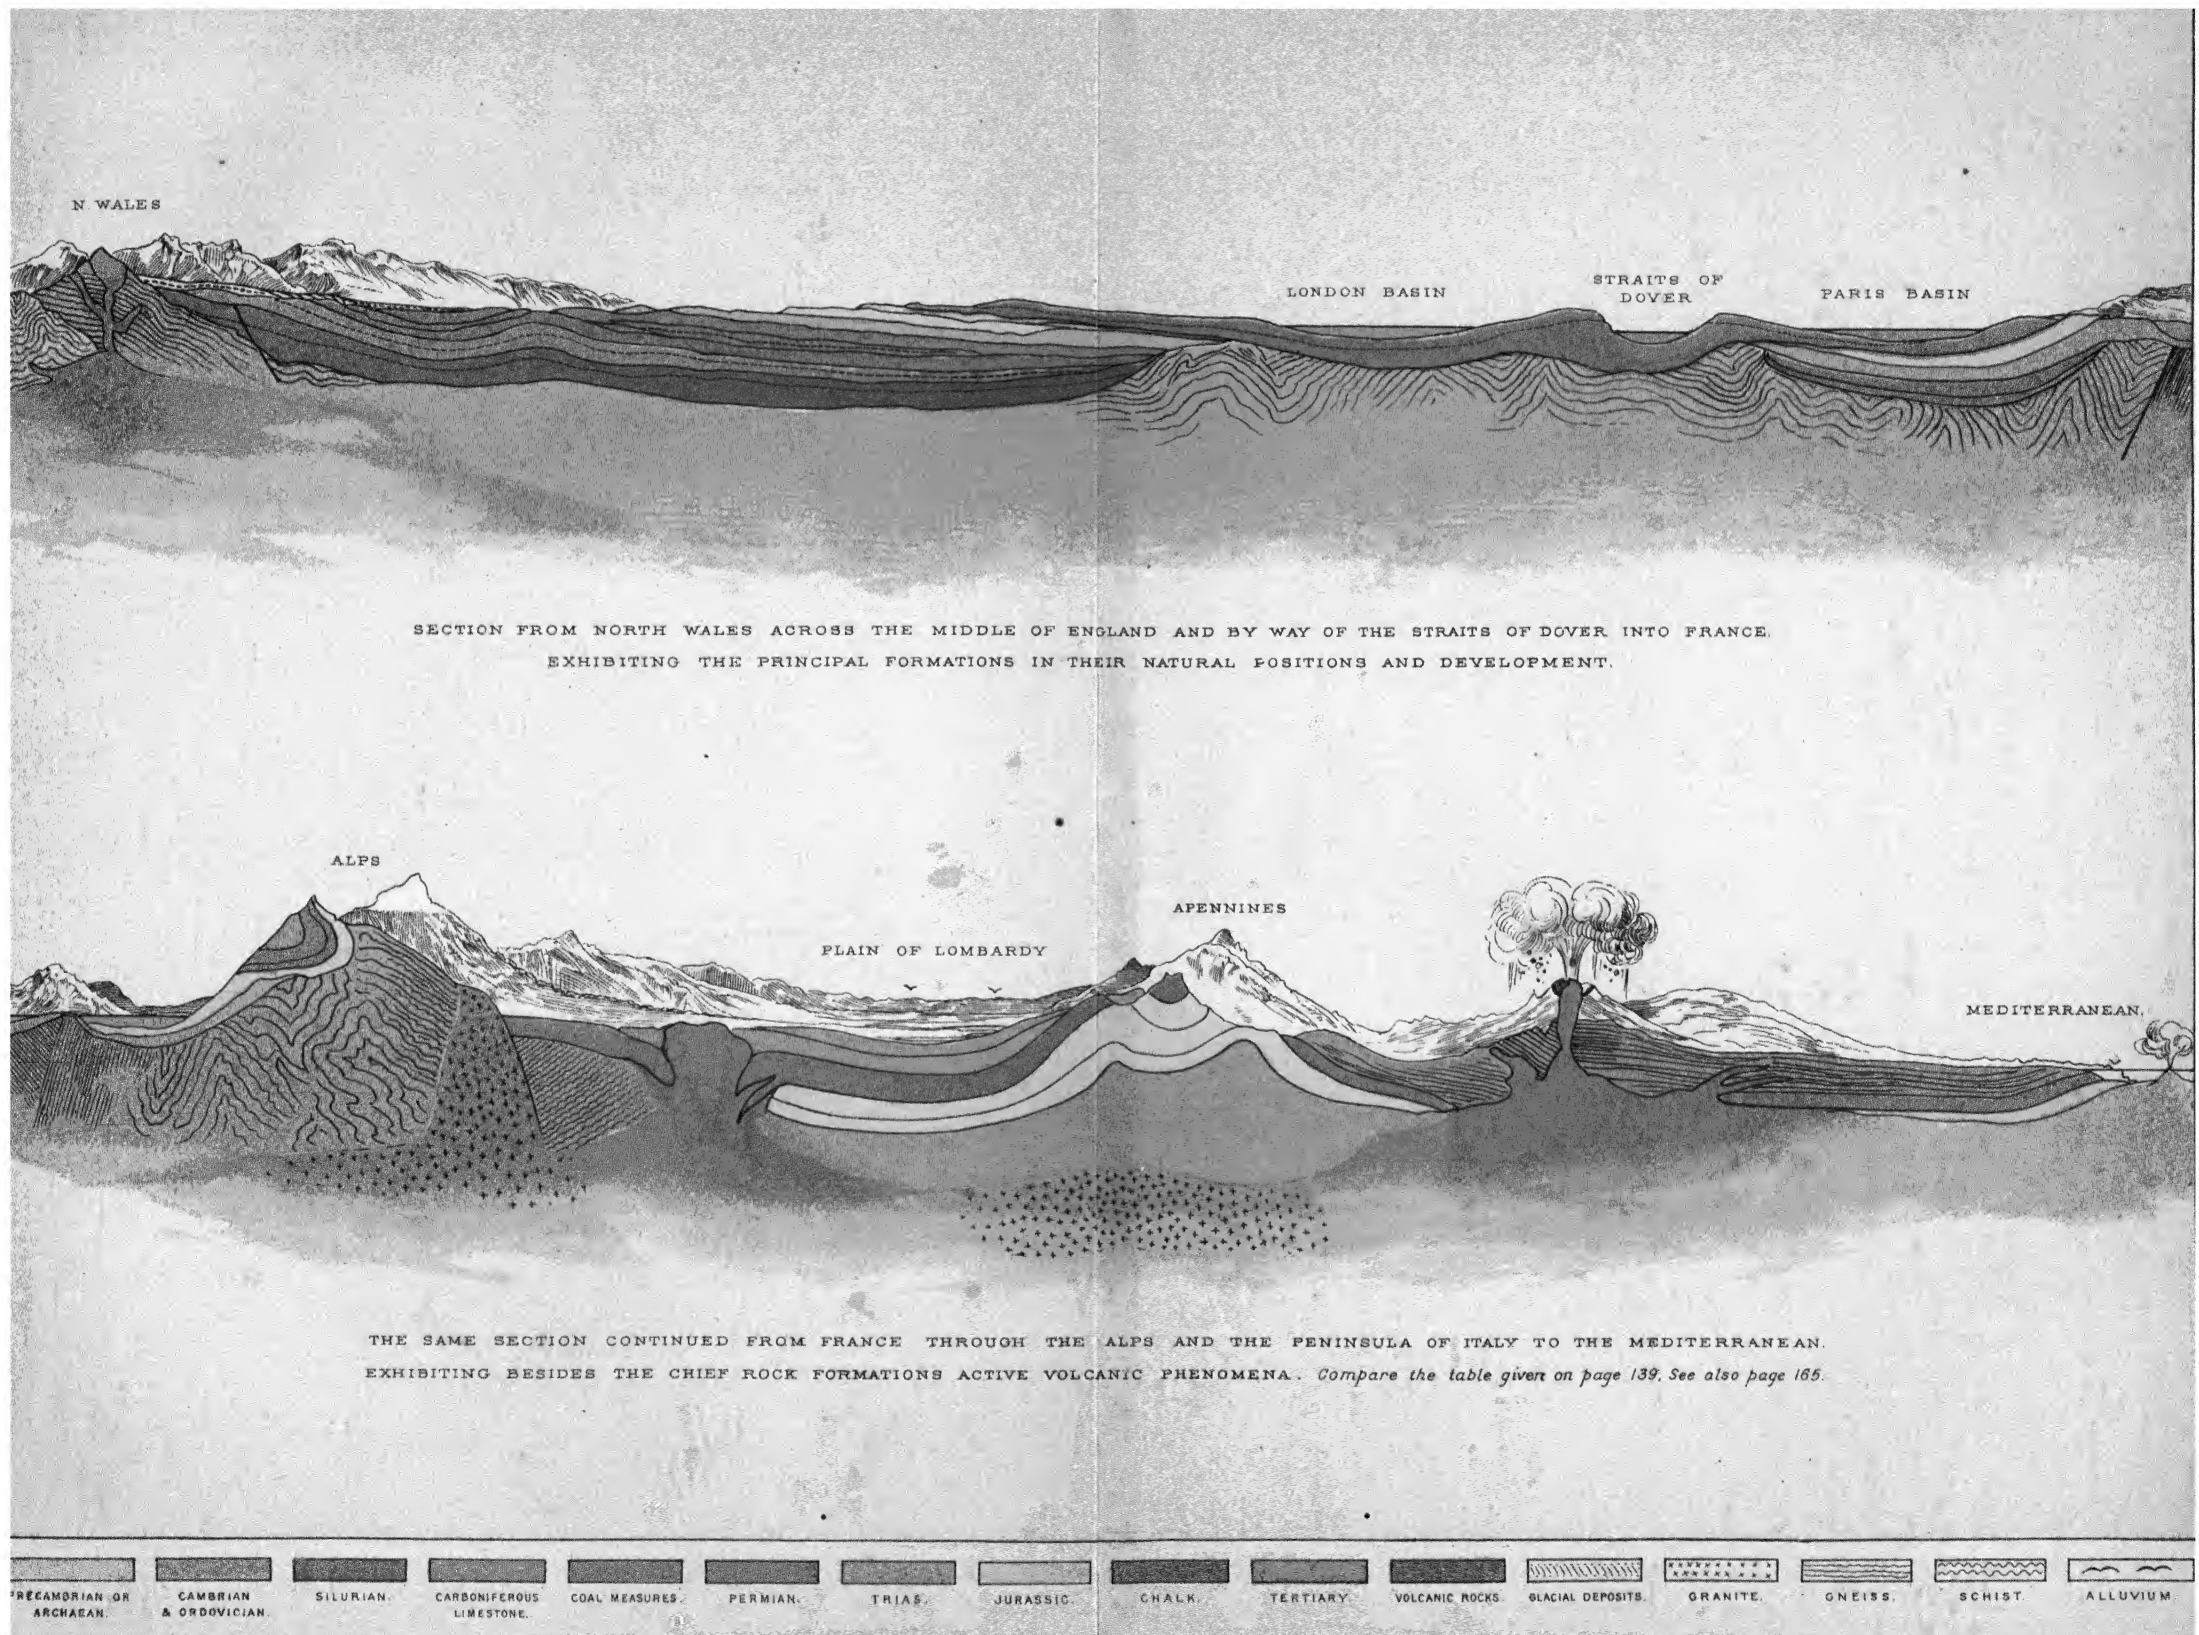 N. WALES
LONDON BASIN
STRAITS OF
DOVER
PARIS BASIN
SECTION FROM NORTH WALES ACROSS THE MIDDLE OF ENGLAND AND BY WAY OF THE STRAITS OF DOVER INTO FRANCE,
EXHIBITING THE PRINCIPAL FORMATIONS IN THEIR NATURAL POSITIONS AND DEVELOPMENT.
ALPS
PLAIN OF LOMBARDY
APENNINES
MEDITERRANEAN.
THE SAME SECTION CONTINUED FROM FRANCE THROUGH THE ALPS AND THE PENINSULA OF ITALY TO THE MEDITERRANEAN.
EXHIBITING BESIDES THE CHIEF ROCK FORMATIONS ACTIVE VOLCANIC PHENOMENA. Compare the table given on page 139. See also page 165.
PRECAMBRIAN OR
ARCHAEAN.
CAMBRIAN
& ORDOVICIAN.
SILURIAN.
CARBONIFEROUS
LIMESTONE.
COAL MEASURES.
PERMIAN.
TRIAS.
JURASSIC.
CHALK.
TERTIARY
VOLCANIC ROCKS.
GLACIAL DEPOSITS.
GRANITE.
GNEISS.
SCHIST.
ALLUVIUM